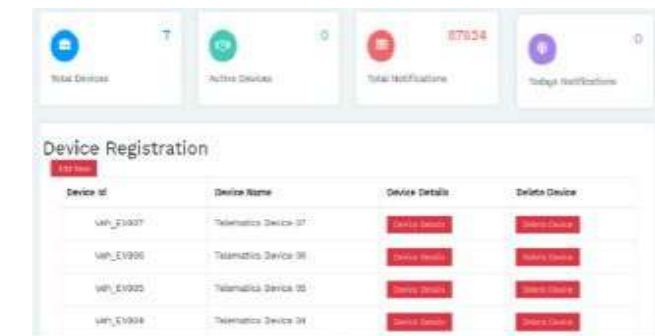 7
0
87934
0
Total Devices
Active Devices
Total Notifications
Todays Notifications
Device Registration
Add New
Device Id
Device Name
Device Details
Delete Device
Veh_EV007
Telematics Device 07
Device Details
Delete Device
Veh_EV006
Telematics Device 06
Device Details
Delete Device
Veh_EV005
Telematics Device 05
Device Details
Delete Device
Veh_EV004
Telematics Device 04
Device Details
Delete Device